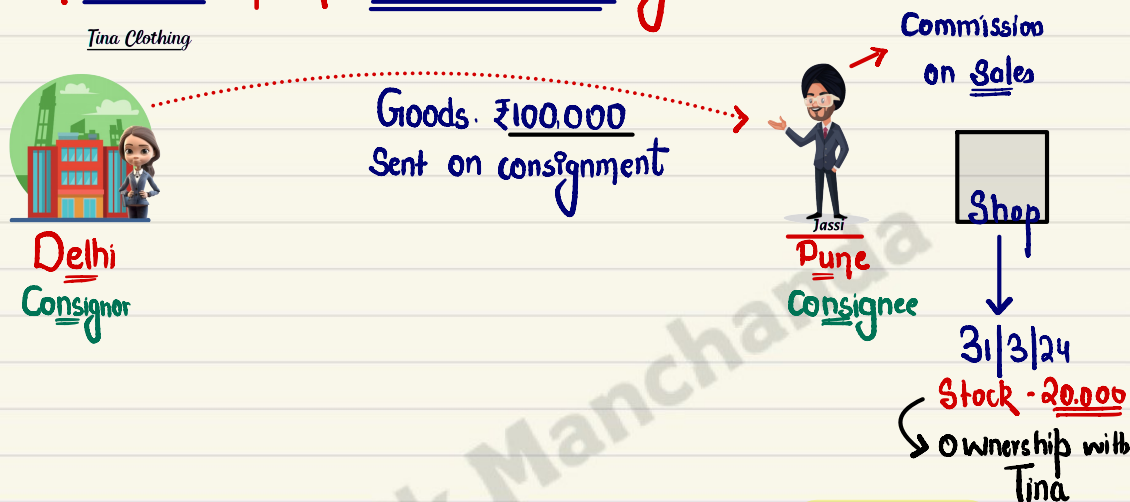 Tina Clothing
Commission
on Sales
Goods. ₹100,000
Sent on consignment
Shop
Jassi
Delhi
Pune
Consignor
Consignee
31/3/24
Stock - 20.000
Ownership with
Tina
Manchanda